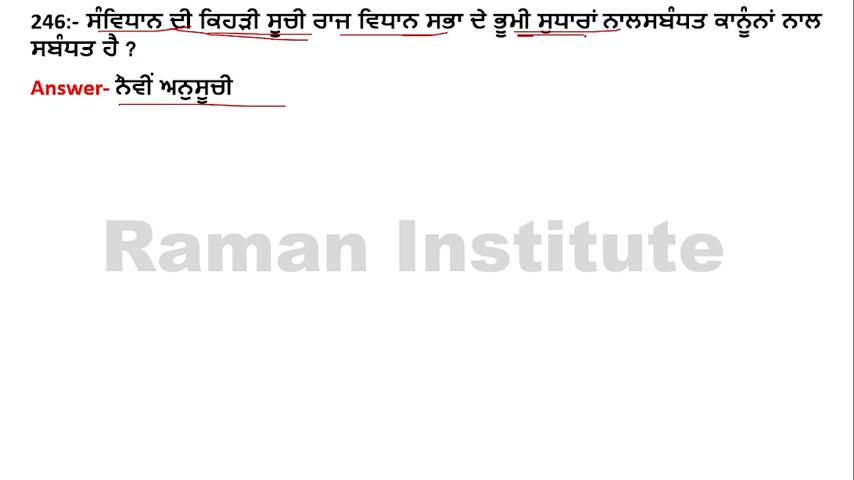 246:- ਸੰਵਿਧਾਨ ਦੀ ਕਿਹੜੀ ਸੂਚੀ ਰਾਜ ਵਿਧਾਨ ਸਭਾ ਦੇ ਭੂਮੀ ਸੁਧਾਰਾਂ ਨਾਲਸਬੰਧਤ ਕਾਨੂੰਨਾਂ ਨਾਲ
ਸਬੰਧਤ ਹੈ ?
Answer- ਨੌਵੀਂ ਅਨੁਸੂਚੀ
Raman Institute